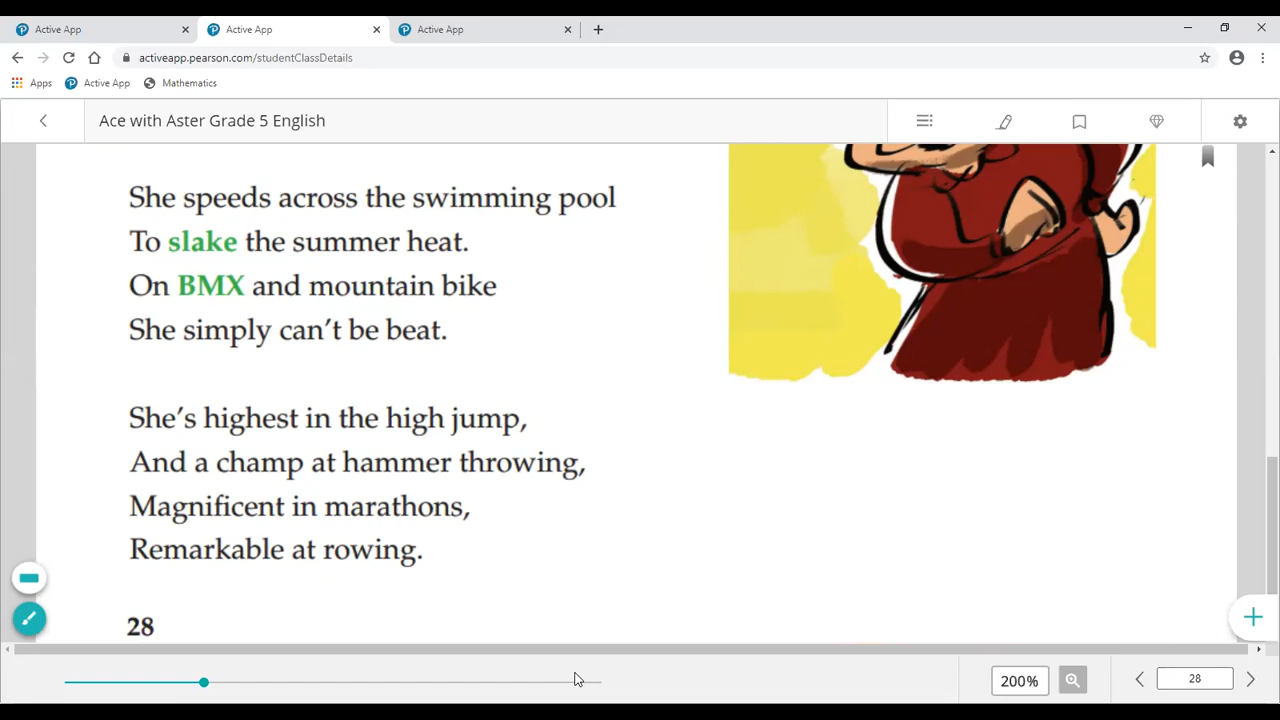 Active App
Active App
Active App
activeapp.pearson.com/studentClassDetails
Apps
Active App
Mathematics
Ace with Aster Grade 5 English
She speeds across the swimming pool
To slake the summer heat.
On BMX and mountain bike
She simply can't be beat.
She's highest in the high jump,
And a champ at hammer throwing,
Magnificent in marathons,
Remarkable at rowing.
28
200%
28